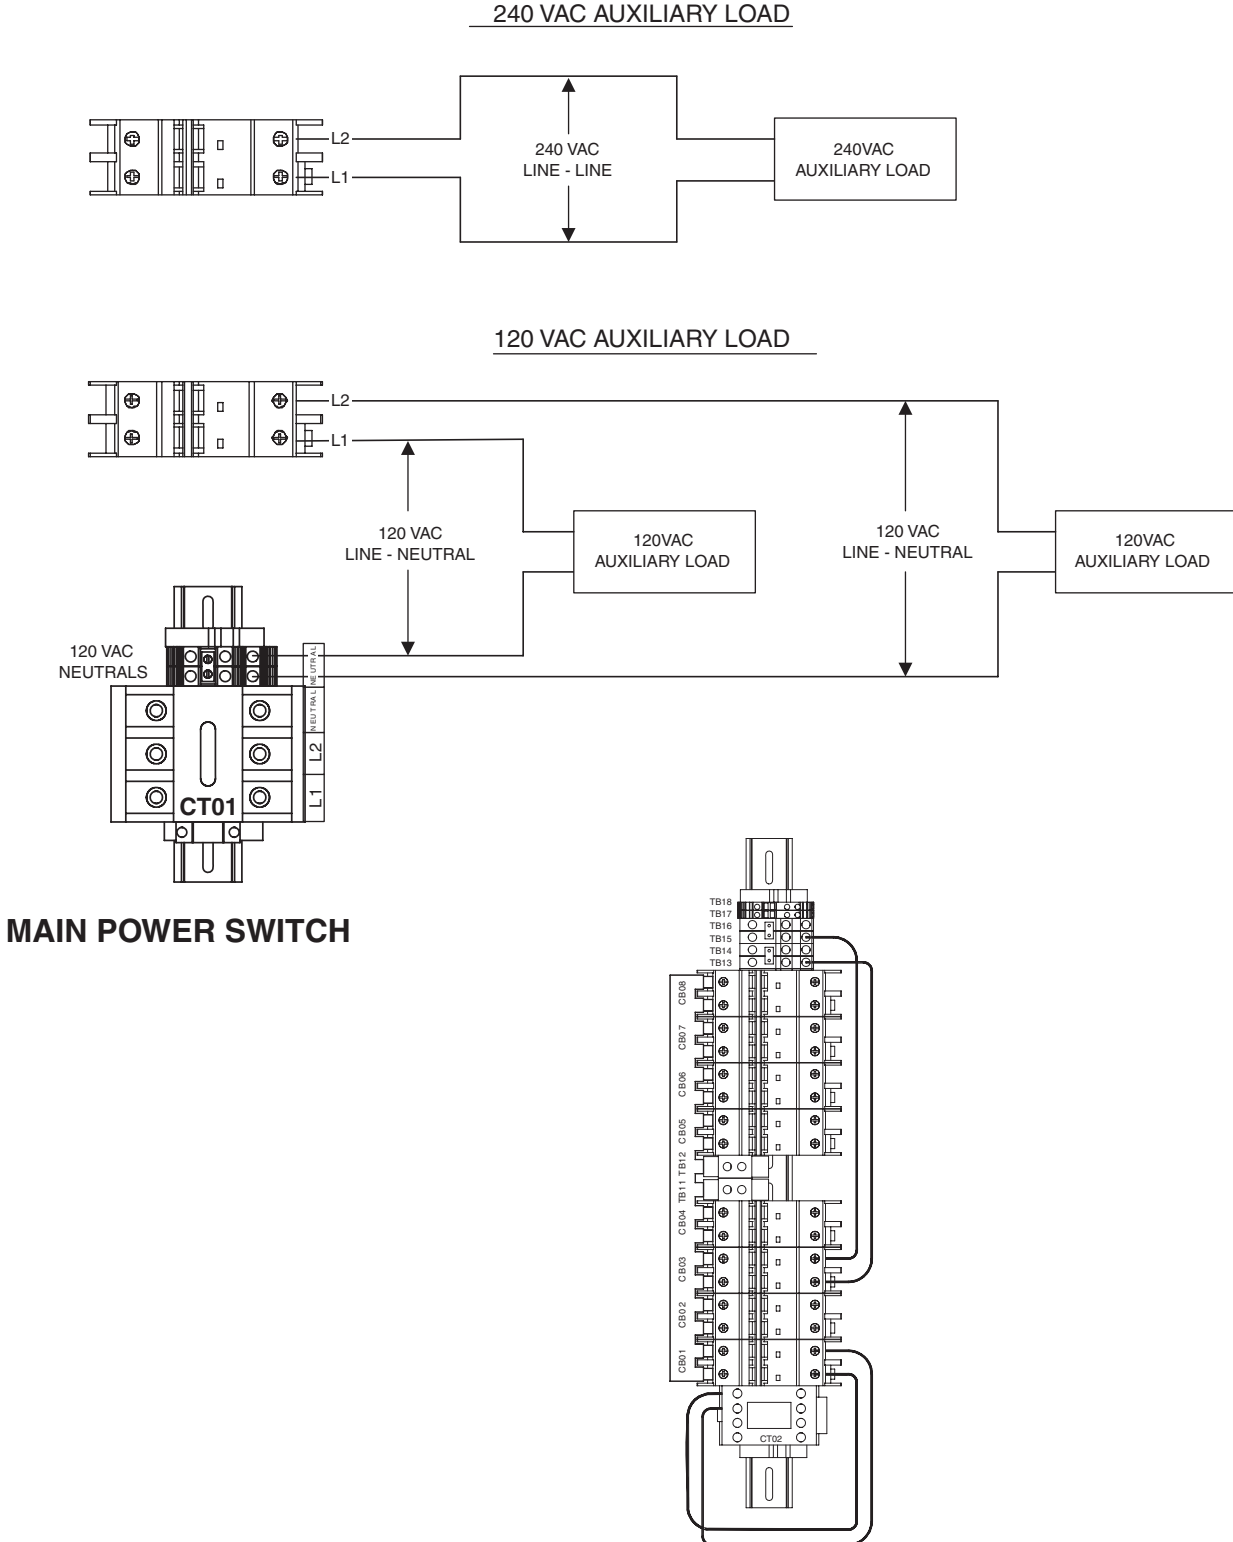 240 VAC AUXILIARY LOAD
L2
L1
240 VAC
LINE - LINE
240VAC
AUXILIARY LOAD
120 VAC AUXILIARY LOAD
L2
L1
120 VAC
LINE - NEUTRAL
120VAC
AUXILIARY LOAD
120 VAC
LINE - NEUTRAL
120VAC
AUXILIARY LOAD
120 VAC
NEUTRALS
NEUTRAL
NEUTRAL
L2
L1
CT01
MAIN POWER SWITCH
TB18
TB17
TB16
TB15
TB14
TB13
CB08
CB07
CB06
CB05
TB12
TB11
CB04
CB03
CB02
CB01
CT02